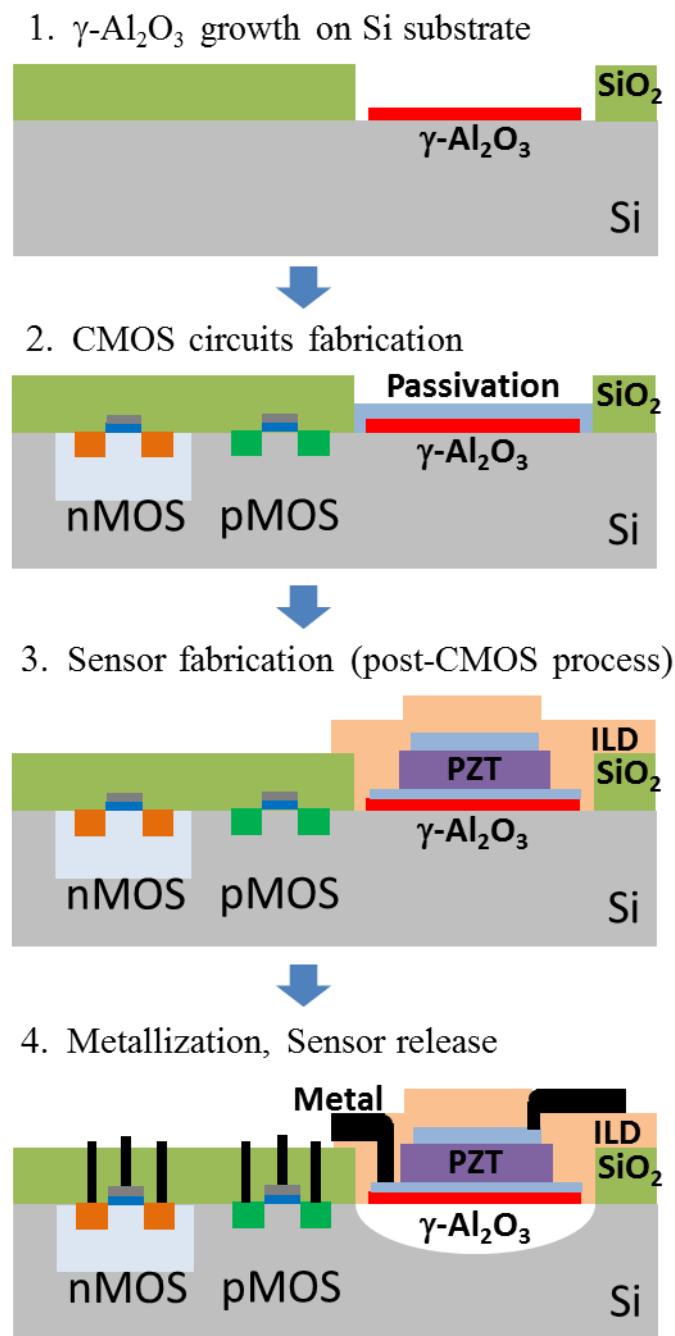 1. γ-Al₂O₃ growth on Si substrate
SiO₂
γ-Al₂O₃
Si
2. CMOS circuits fabrication
Passivation
SiO₂
γ-Al₂O₃
nMOS
pMOS
Si
3. Sensor fabrication (post-CMOS process)
ILD
PZT
SiO₂
γ-Al₂O₃
nMOS
pMOS
Si
4. Metallization, Sensor release
Metal
ILD
PZT
SiO₂
γ-Al₂O₃
nMOS
pMOS
Si